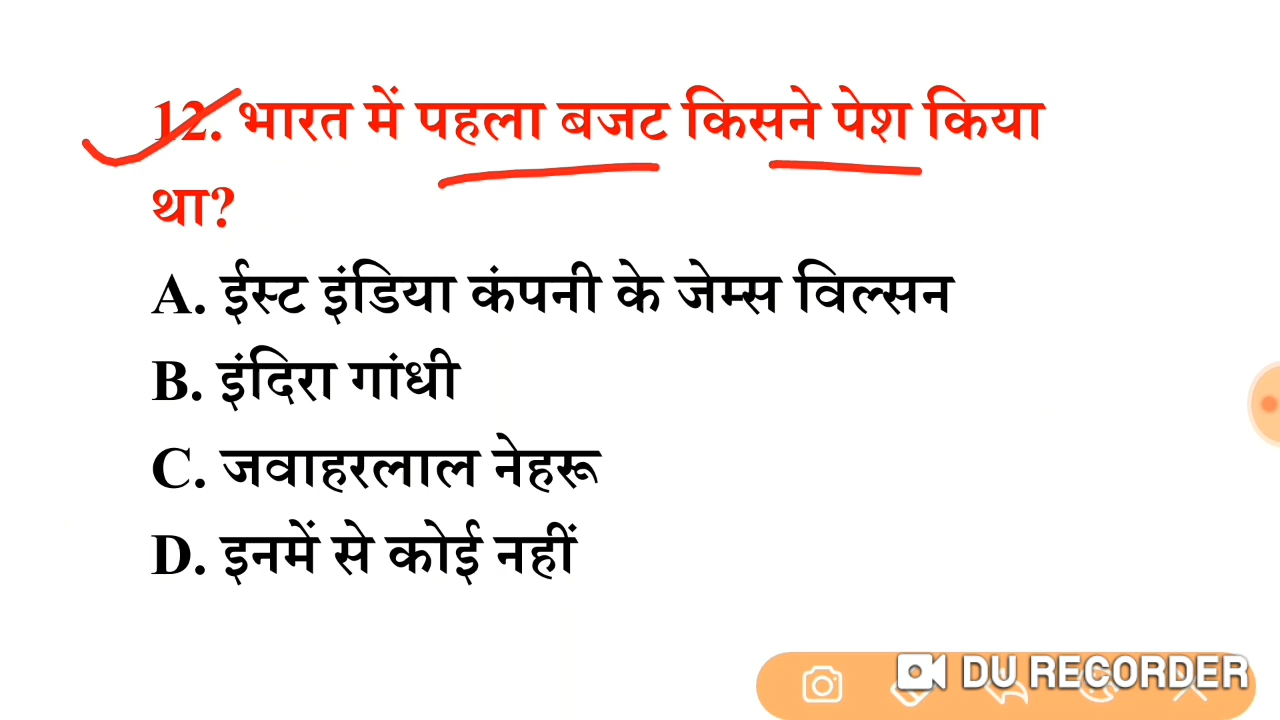 12. भारत में पहला बजट किसने पेश किया
था?
A. ईस्ट इंडिया कंपनी के जेम्स विल्सन
B. इंदिरा गांधी
C. जवाहरलाल नेहरू
D. इनमें से कोई नहीं
DU RECORDER